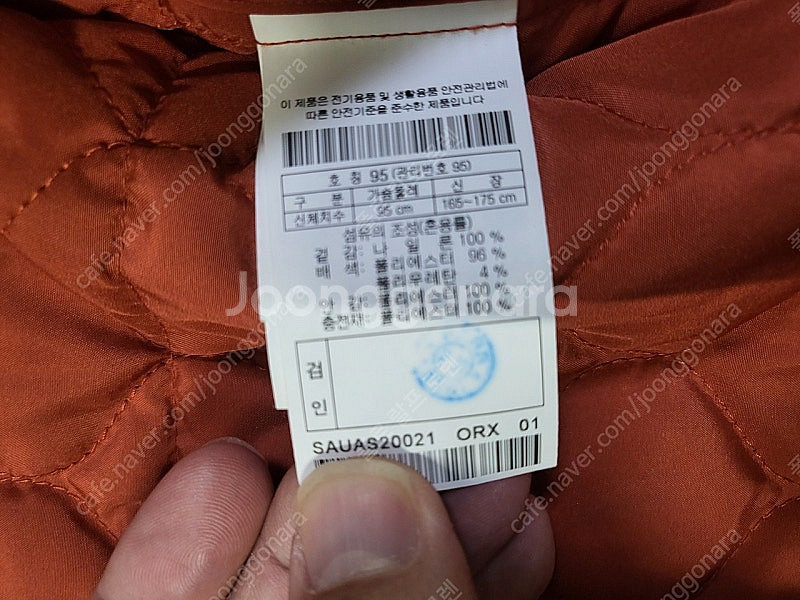 이 제품은 전기용품 및 생활용품 안전관리법에
따른 안전기준을 준수한 제품입니다
호 칭 95 (관리번호 95)
구 분 가슴둘레 신 장
신체치수 95 cm 165~175 cm
섬유의 조성(혼용률)
겉 감: 나 일 론 100 %
배 색: 폴리에스터 96 %
폴리우레탄 4 %
안 감: 폴리에스터 100 %
충전재: 폴리에스터 100 %
Joonggonara
검
인
SAUAS20021 ORX 01
cafe.naver.com/joonggonara